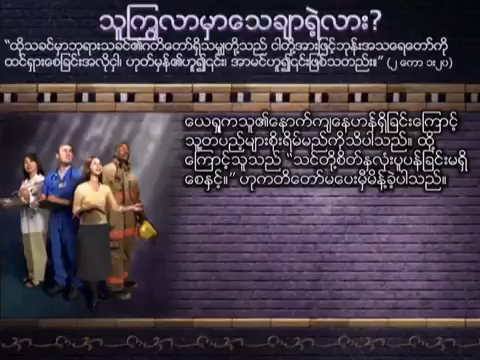 သူကြွလာမှာသေချာရဲ့လား?
“ထိုသခင်မှာဘုရားသခင်၏ဂတိတော်ရှိသမျှတို့သည် ငါတို့အားဖြင့်ဘုန်းအသရေတော်ကို
ထင်ရှားစေခြင်းအလိုငှါ၊ ဟုတ်မှန်၏ဟူ၍၎င်း၊ အာမင်ဟူ၍၎င်းဖြစ်သတည်း။” (၂ ကော ၁း၂၀)
ယေရှုကသူ၏နောက်ကျနေဟန်ရှိခြင်းကြောင့်
သူ့တပည့်များစိုးရိမ်မည်ကိုသိပါသည်။ ထို
ကြောင့်သူသည် “သင်တို့စိတ်နှလုံးပူပန်ခြင်းမရှိ
စေနှင့်။” ဟုကတိတော်မပေးမှီမိန့်ခဲ့ပါသည်။